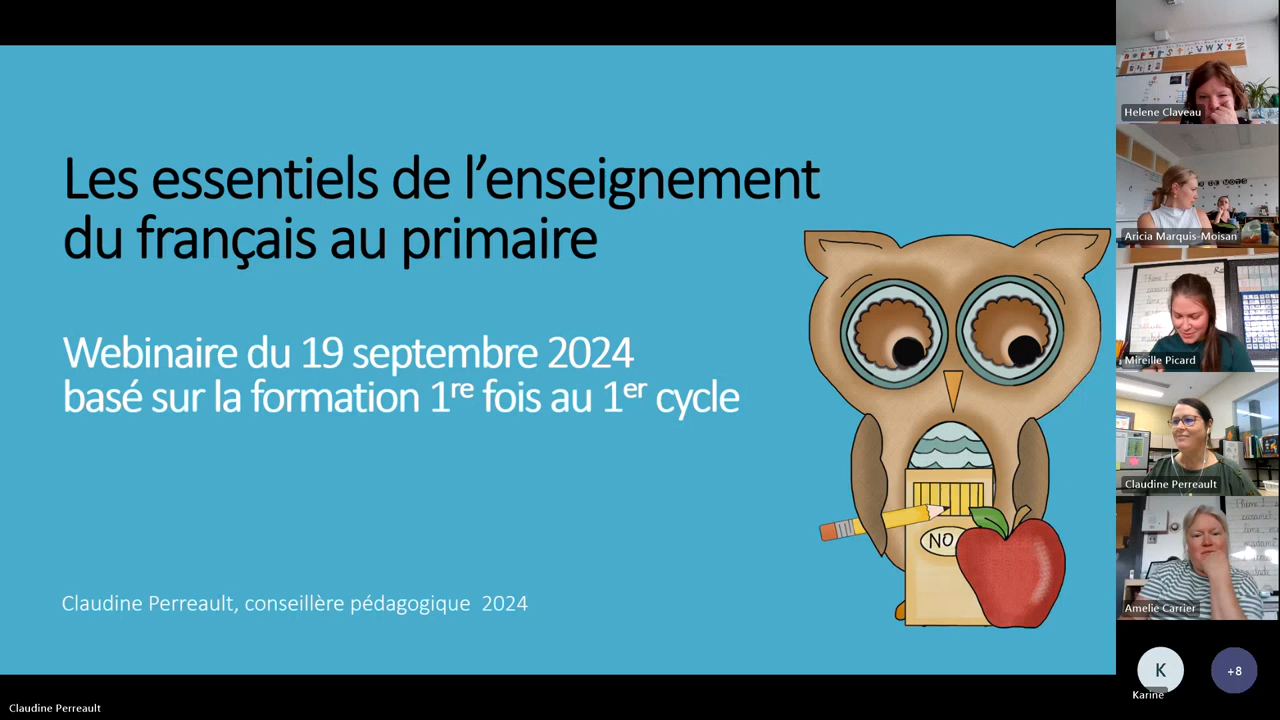 Les essentiels de l'enseignement
du français au primaire
Webinaire du 19 septembre 2024
basé sur la formation 1re fois au 1er cycle
NO
Claudine Perreault, conseillère pédagogique 2024
Claudine Perreault
Helene Claveau
Aricia Marquis-Moisan
Mireille Picard
Claudine Perreault
Amelie Carrier
K
Karine
+8